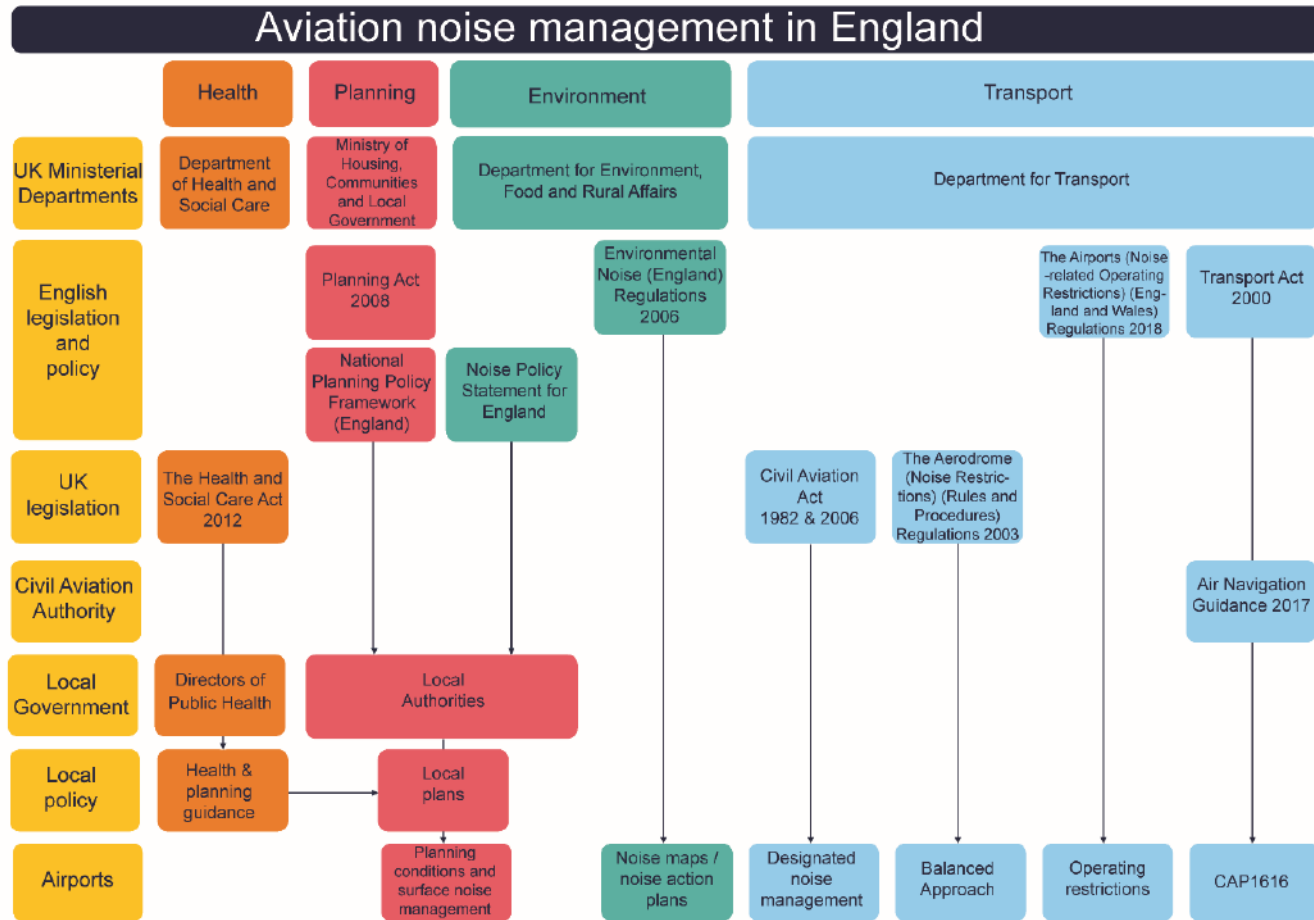 Aviation noise management in England
Health
Planning
Environment
Transport
UK Ministerial
Departments
Department
of Health and
Social Care
Ministry of
Housing,
Communities
and Local
Government
Department for Environment,
Food and Rural Affairs
Department for Transport
English
legislation
and
policy
Planning Act
2008
Environmental
Noise (England)
Regulations
2006
The Airports (Noise
-related Operating
Restrictions) (Eng-
land and Wales)
Regulations 2018
Transport Act
2000
National
Planning Policy
Framework
(England)
Noise Policy
Statement for
England
UK
legislation
The Health and
Social Care Act
2012
Civil Aviation
Act
1982 & 2006
The Aerodrome
(Noise Restric-
tions) (Rules and
Procedures)
Regulations 2003
Civil Aviation
Authority
Air Navigation
Guidance 2017
Local
Government
Directors of
Public Health
Local
Authorities
Local
policy
Health &
planning
guidance
Local
plans
Airports
Planning
conditions and
surface noise
management
Noise maps /
noise action
plans
Designated
noise
management
Balanced
Approach
Operating
restrictions
CAP1616